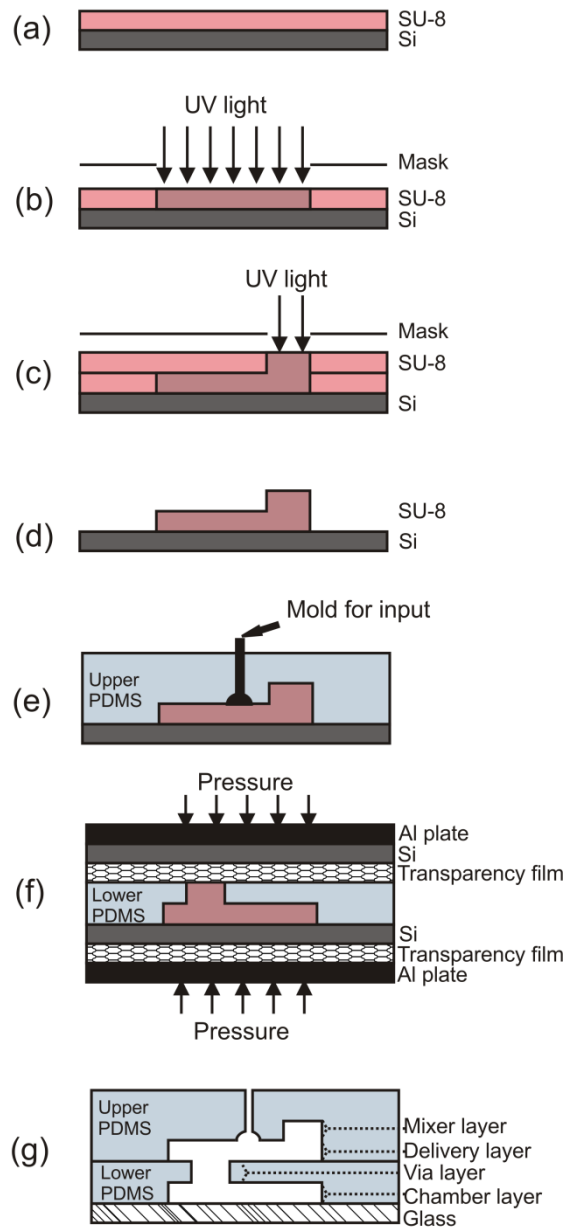 (a)
SU-8
Si
UV light
Mask
(b)
SU-8
Si
UV light
Mask
(c)
SU-8
Si
(d)
SU-8
Si
Mold for input
(e)
Upper
PDMS
Pressure
Al plate
Si
Transparency film
(f)
Lower
PDMS
Si
Transparency film
Al plate
Pressure
(g)
Upper
PDMS
Mixer layer
Delivery layer
Lower
PDMS
Via layer
Chamber layer
Glass